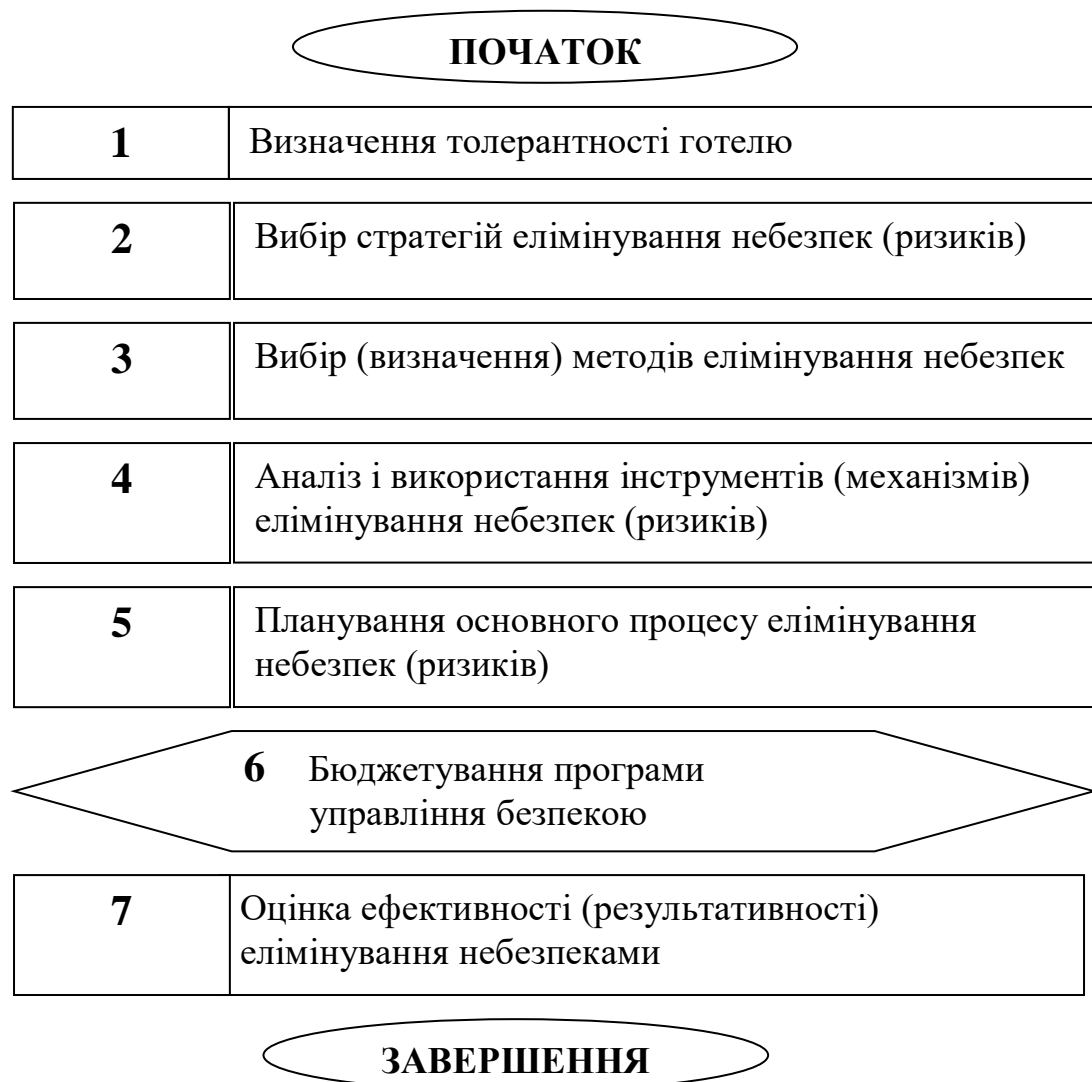 ПОЧАТОК
1 Визначення толерантності готелю
2 Вибір стратегій елімінування небезпек (ризиків)
3 Вибір (визначення) методів елімінування небезпек
4 Аналіз і використання інструментів (механізмів)
елімінування небезпек (ризиків)
5 Планування основного процесу елімінування
небезпек (ризиків)
6 Бюджетування програми
управління безпекою
7 Оцінка ефективності (результативності)
елімінування небезпеками
ЗАВЕРШЕННЯ